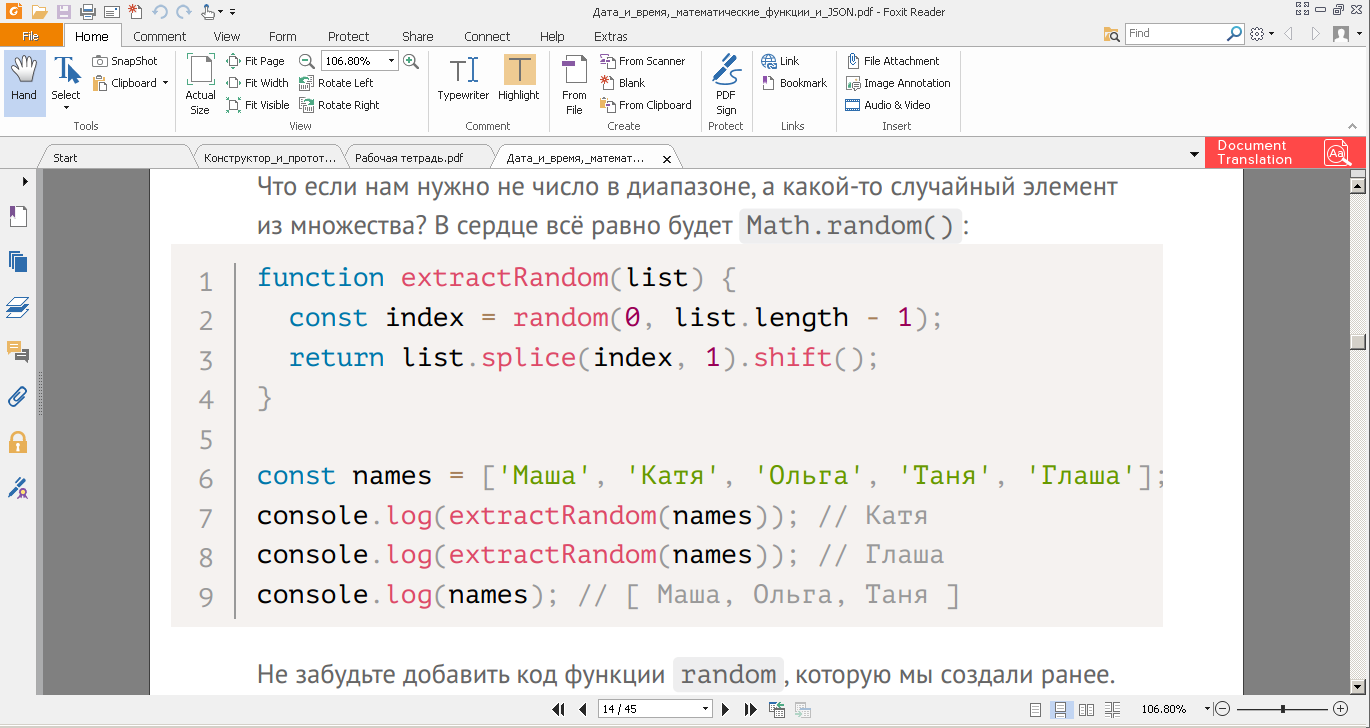 Дата_и_время,_математические_функции_и_JSON.pdf - Foxit Reader
File Home Comment View Form Protect Share Connect Help Extras Find
Hand
Select
SnapShot
Clipboard
Tools
Actual Size
Fit Page
Fit Width
Fit Visible
106.80%
Rotate Left
Rotate Right
View
Typewriter
Highlight
Comment
From File
From Scanner
Blank
From Clipboard
Create
PDF Sign
Protect
Link
Bookmark
Links
File Attachment
Image Annotation
Audio & Video
Insert
Start
Конструктор_и_протот...
Рабочая тетрадь.pdf
Дата_и_время,_математ...
Document Translation
Aa
Что если нам нужно не число в диапазоне, а какой-то случайный элемент
из множества? В сердце всё равно будет Math.random() :
1 function extractRandom(list) {
2   const index = random(0, list.length - 1);
3   return list.splice(index, 1).shift();
4 }
5
6 const names = ['Маша', 'Катя', 'Ольга', 'Таня', 'Глаша'];
7 console.log(extractRandom(names)); // Катя
8 console.log(extractRandom(names)); // Глаша
9 console.log(names); // [ Маша, Ольга, Таня ]
Не забудьте добавить код функции random , которую мы создали ранее.
14 / 45
106.80%